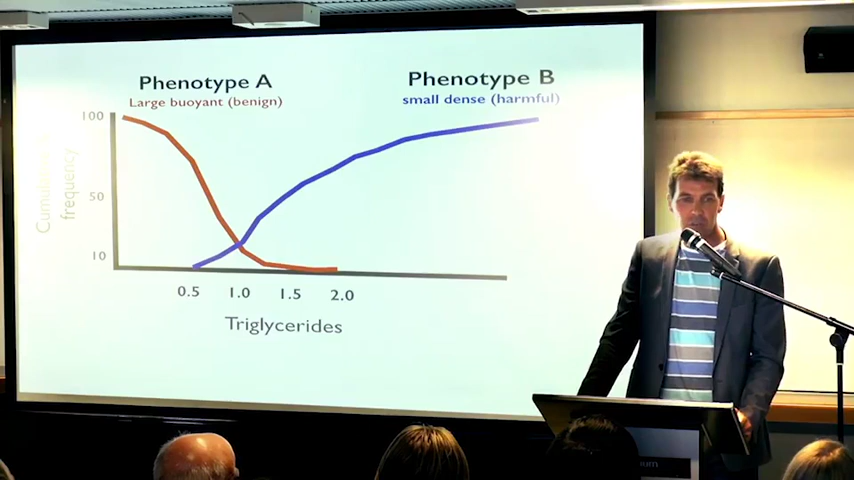 Phenotype A
Large buoyant (benign)
Phenotype B
small dense (harmful)
100
50
10
frequency
0.5 1.0 1.5 2.0
Triglycerides